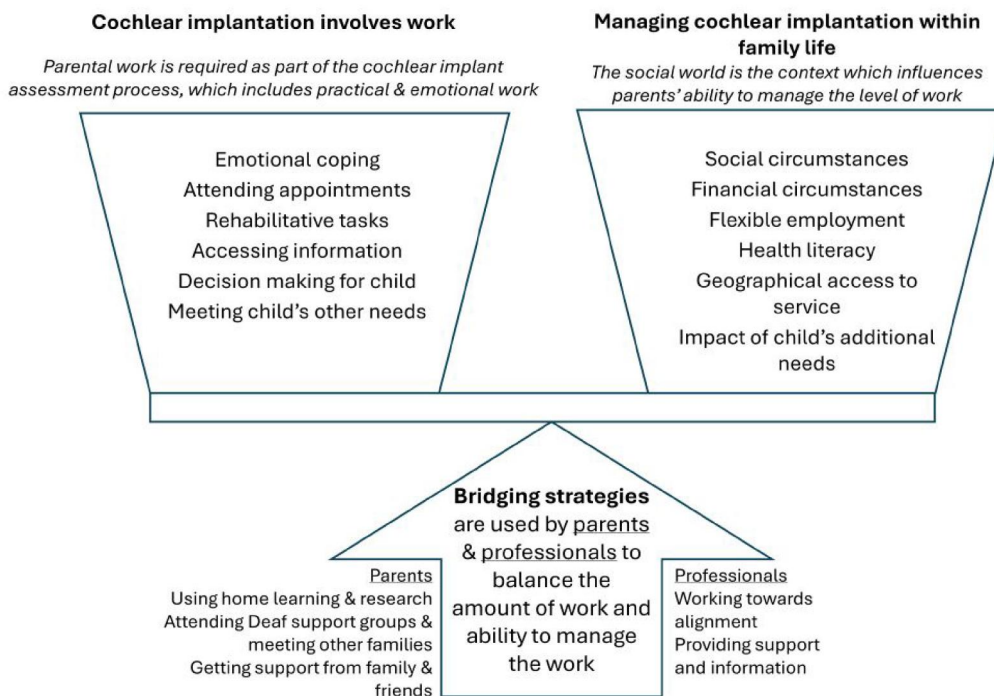 Cochlear implantation involves work
Parental work is required as part of the cochlear implant
assessment process, which includes practical & emotional work
Emotional coping
Attending appointments
Rehabilitative tasks
Accessing information
Decision making for child
Meeting child's other needs
Managing cochlear implantation within
family life
The social world is the context which influences
parents' ability to manage the level of work
Social circumstances
Financial circumstances
Flexible employment
Health literacy
Geographical access to
service
Impact of child's additional
needs
Bridging strategies
are used by parents
& professionals to
balance the
amount of work and
ability to manage
the work
Parents
Using home learning & research
Attending Deaf support groups &
meeting other families
Getting support from family &
friends
Professionals
Working towards
alignment
Providing support
and information